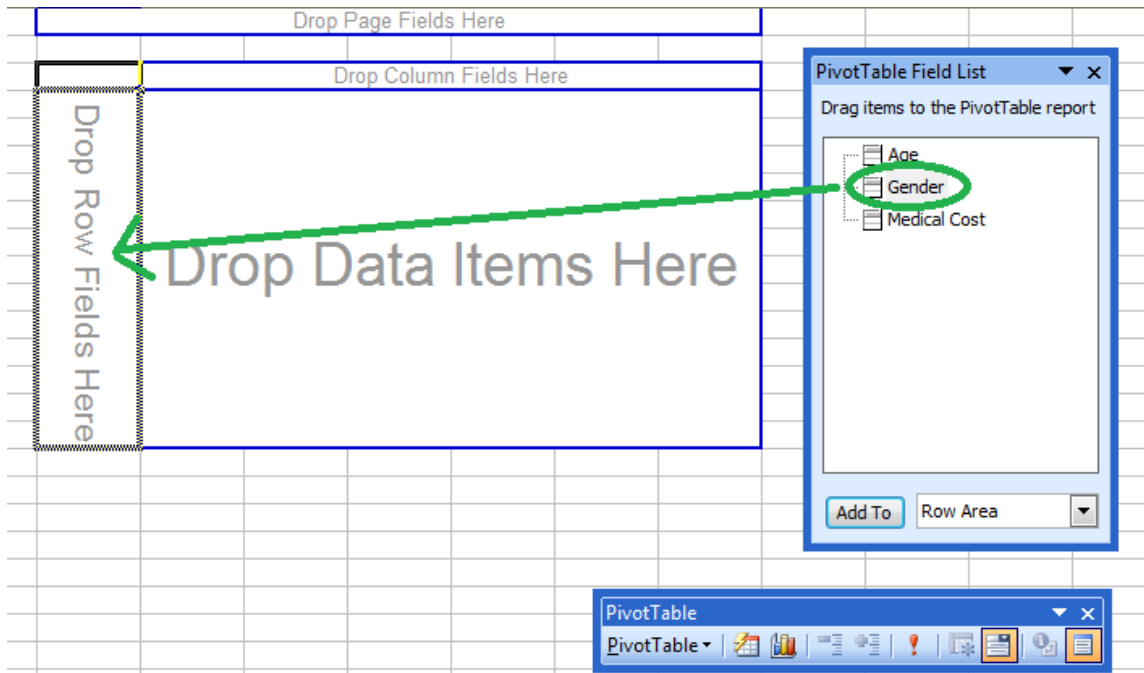 Drop Page Fields Here
Drop Column Fields Here
Drop Row Fields Here
Drop Data Items Here
PivotTable Field List
Drag items to the PivotTable report
Age
Gender
Medical Cost
Add To
Row Area
PivotTable
PivotTable